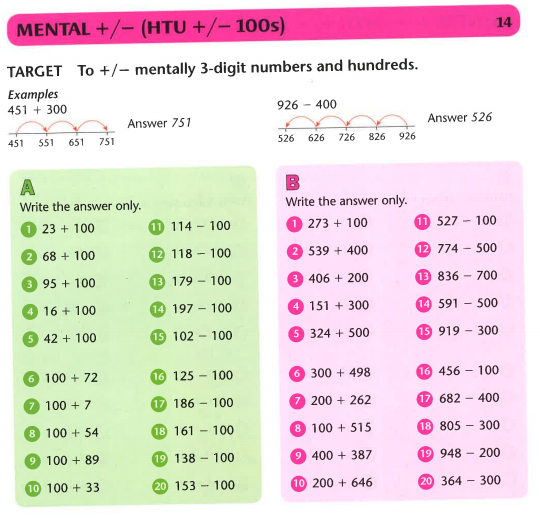 MENTAL +/− (HTU +/− 100s) 14
TARGET To +/− mentally 3-digit numbers and hundreds.
Examples
451 + 300
Answer 751
451 551 651 751
926 − 400
Answer 526
526 626 726 826 926
A
Write the answer only.
1 23 + 100
2 68 + 100
3 95 + 100
4 16 + 100
5 42 + 100
6 100 + 72
7 100 + 7
8 100 + 54
9 100 + 89
10 100 + 33
11 114 − 100
12 118 − 100
13 179 − 100
14 197 − 100
15 102 − 100
16 125 − 100
17 186 − 100
18 161 − 100
19 138 − 100
20 153 − 100
B
Write the answer only.
1 273 + 100
2 539 + 400
3 406 + 200
4 151 + 300
5 324 + 500
6 300 + 498
7 200 + 262
8 100 + 515
9 400 + 387
10 200 + 646
11 527 − 100
12 774 − 500
13 836 − 700
14 591 − 500
15 919 − 300
16 456 − 100
17 682 − 400
18 805 − 300
19 948 − 200
20 364 − 300